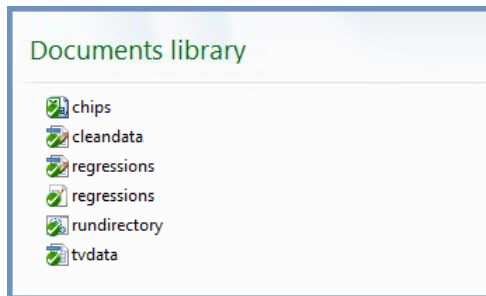 Documents library
chips
cleandata
regressions
regressions
rundirectory
tvdata